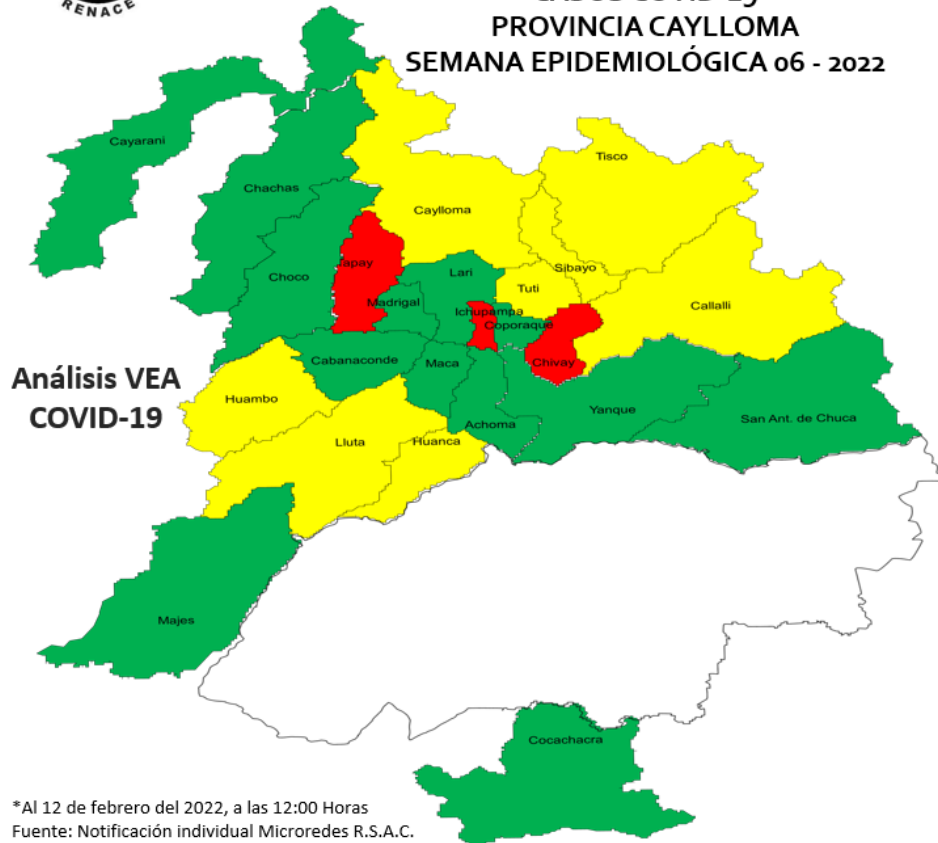 RENACE
PROVINCIA CAYLLOMA
SEMANA EPIDEMIOLÓGICA 06 - 2022
Cayarani
Tisco
Chachas
Caylloma
Choco
Tapay
Lari
Sibayo
Tuti
Madrigal
Ichupampa
Callalli
Coporaque
Cabanaconde
Maca
Chivay
Análisis VEA
COVID-19
Huambo
Yanque
San Ant. de Chuca
Lluta
Huanca
Achoma
Majes
Cocachacra
*Al 12 de febrero del 2022, a las 12:00 Horas
Fuente: Notificación individual Microredes R.S.A.C.